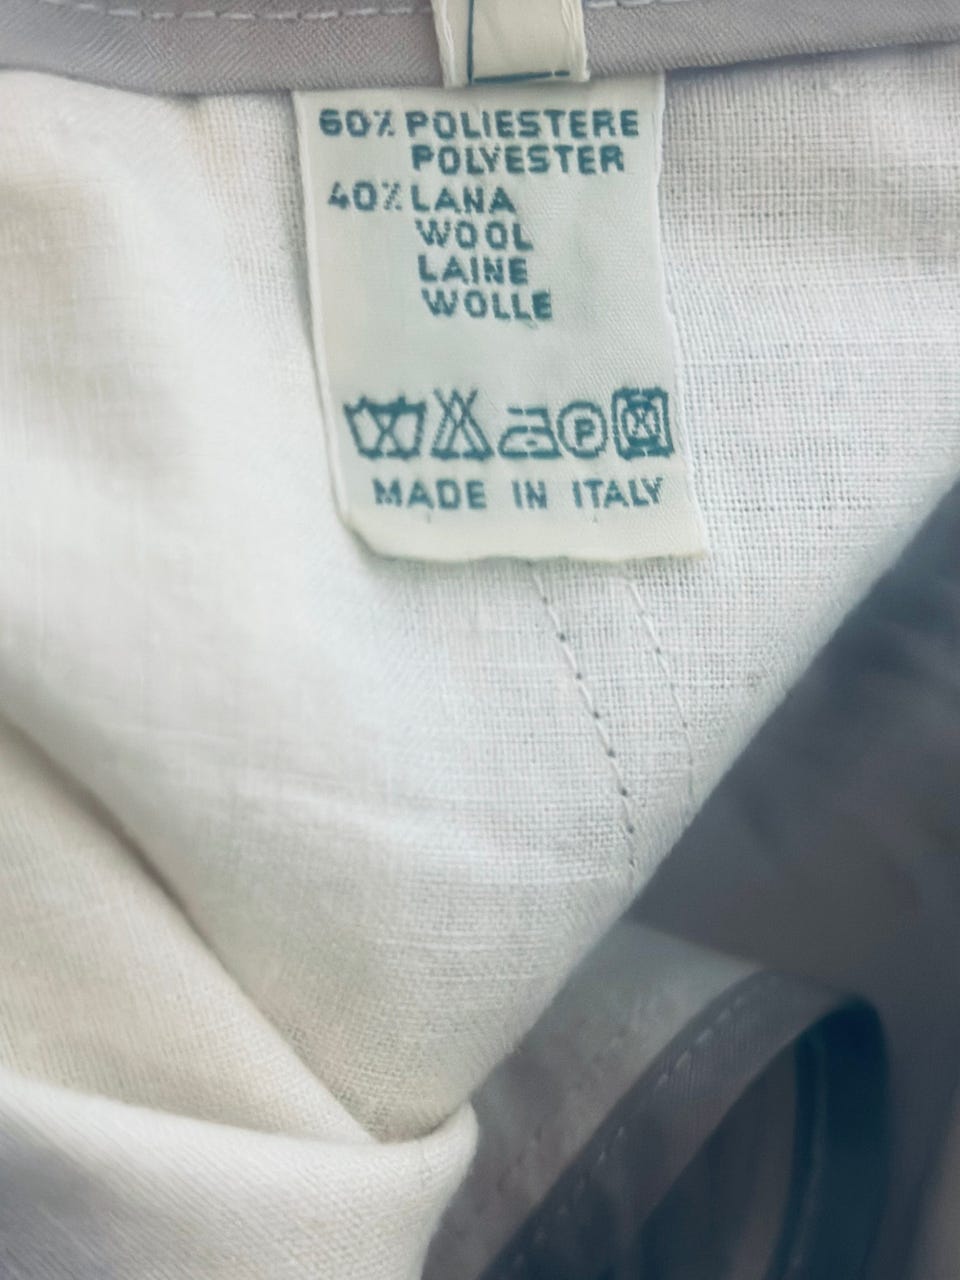 60% POLIESTERE
POLYESTER
40% LANA
WOOL
LAINE
WOLLE
P
MADE IN ITALY